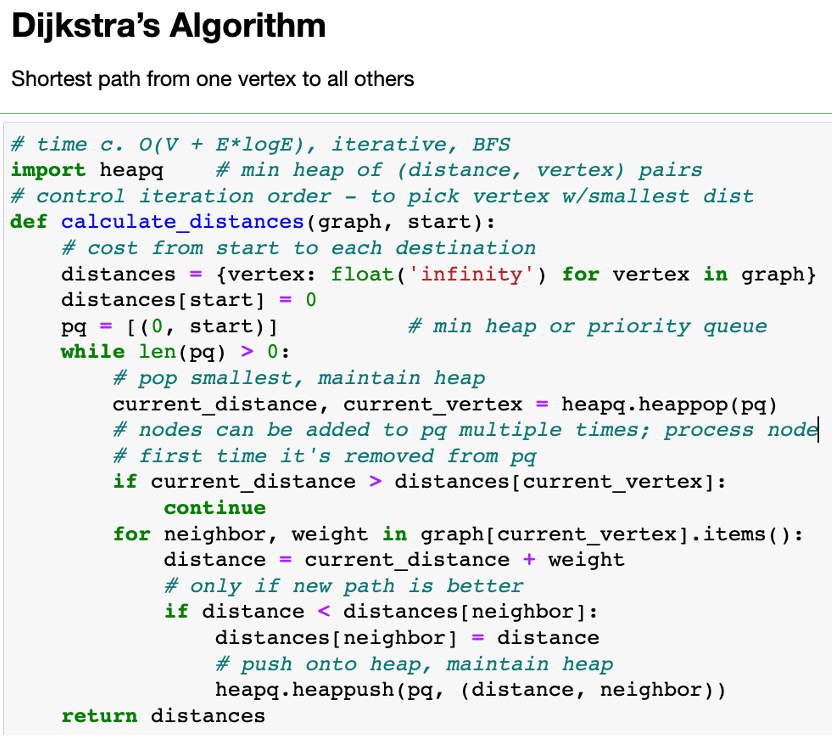 Dijkstra’s Algorithm
Shortest path from one vertex to all others
# time c. O(V + E*logE), iterative, BFS
import heapq    # min heap of (distance, vertex) pairs
# control iteration order – to pick vertex w/smallest dist
def calculate_distances(graph, start):
    # cost from start to each destination
    distances = {vertex: float('infinity') for vertex in graph}
    distances[start] = 0
    pq = [(0, start)]          # min heap or priority queue
    while len(pq) > 0:
        # pop smallest, maintain heap
        current_distance, current_vertex = heapq.heappop(pq)
        # nodes can be added to pq multiple times; process node
        # first time it's removed from pq
        if current_distance > distances[current_vertex]:
            continue
        for neighbor, weight in graph[current_vertex].items():
            distance = current_distance + weight
            # only if new path is better
            if distance < distances[neighbor]:
                distances[neighbor] = distance
                # push onto heap, maintain heap
                heapq.heappush(pq, (distance, neighbor))
    return distances